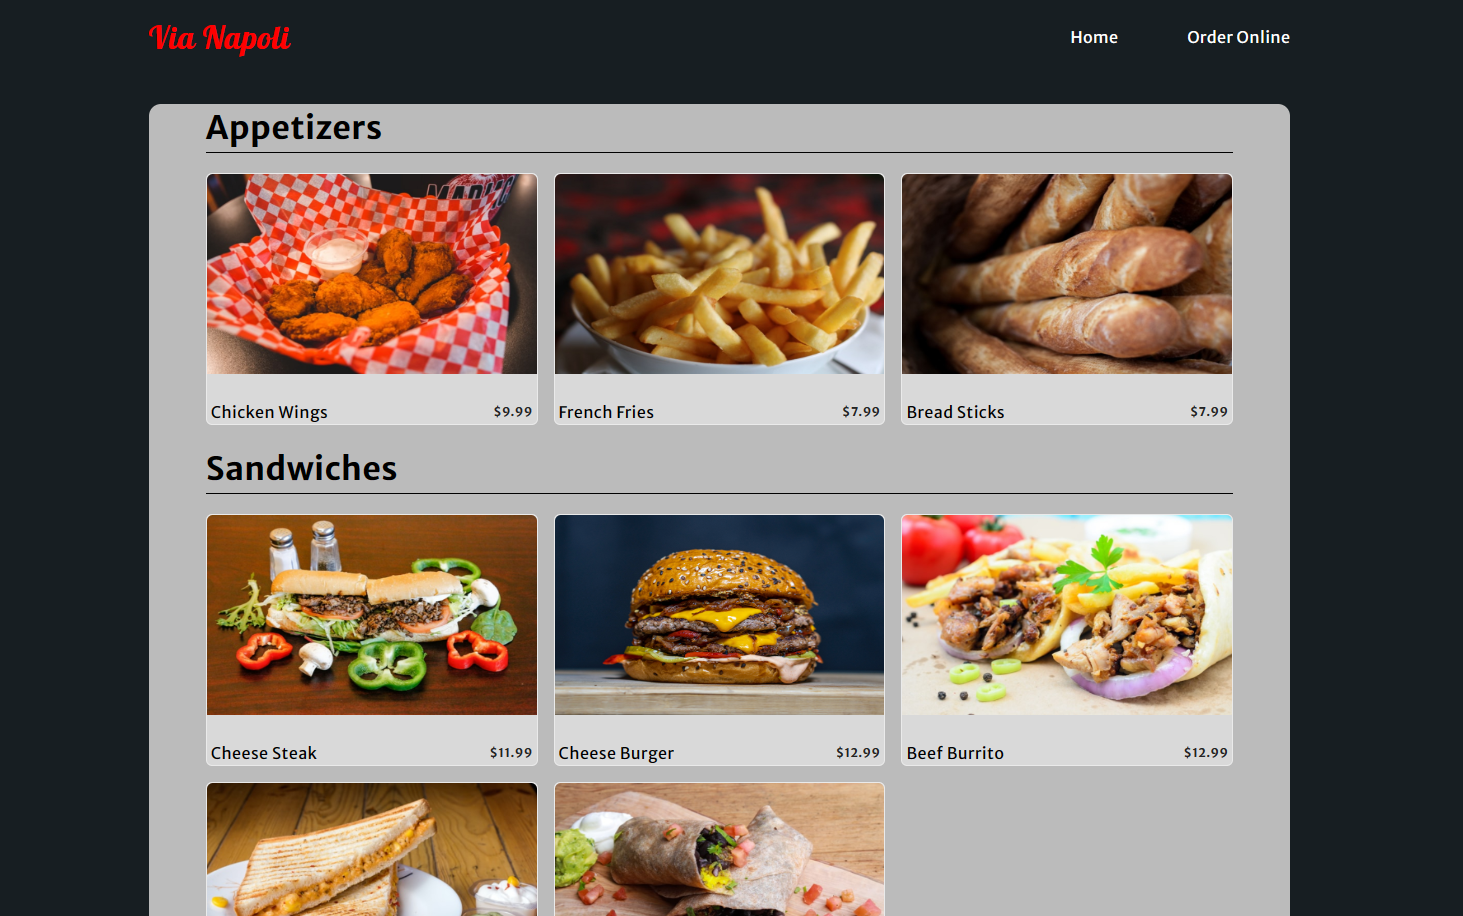 Via Napoli
Home
Order Online
Appetizers
Chicken Wings
$9.99
French Fries
$7.99
Bread Sticks
$7.99
Sandwiches
Cheese Steak
$11.99
Cheese Burger
$12.99
Beef Burrito
$12.99